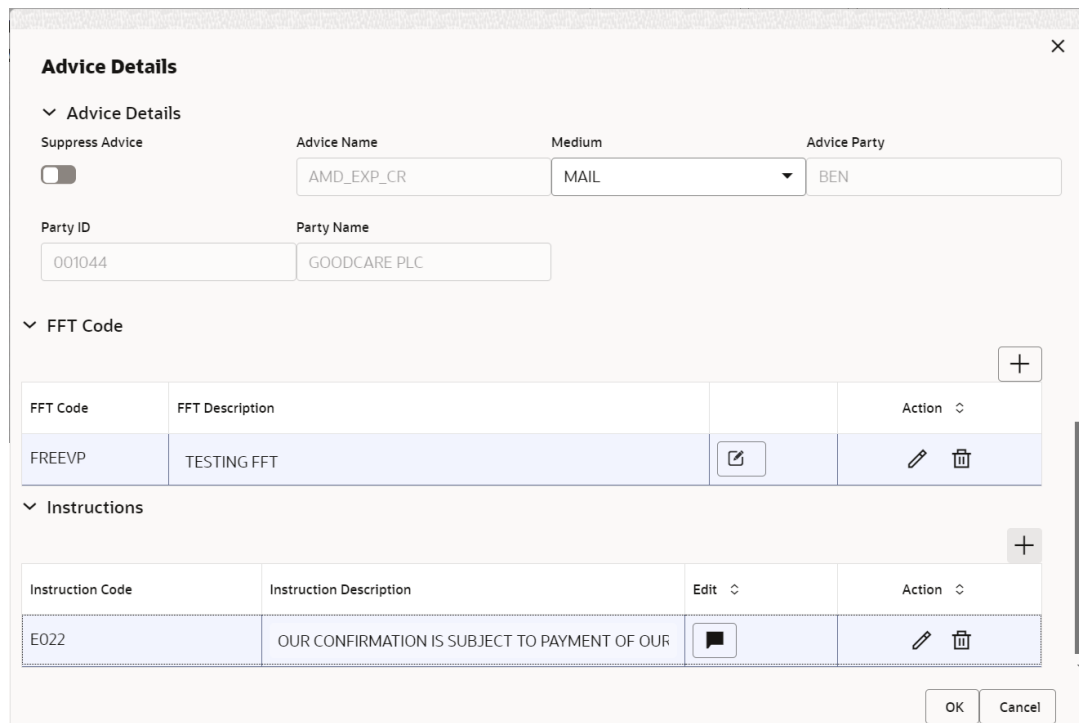 Advice Details
Advice Details
Suppress Advice Advice Name Medium Advice Party
AMD_EXP_CR MAIL BEN
Party ID Party Name
001044 GOODCARE PLC
FFT Code
FFT Code FFT Description Action
FREEVP TESTING FFT
Instructions
Instruction Code Instruction Description Edit Action
E022 OUR CONFIRMATION IS SUBJECT TO PAYMENT OF OUR
OK Cancel